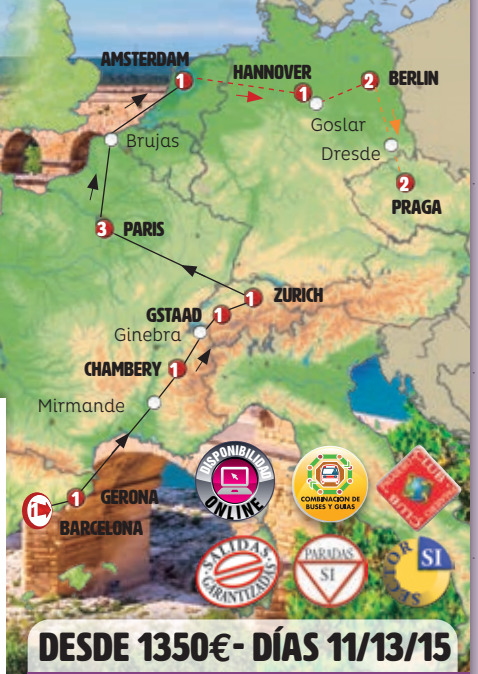 AMSTERDAM
1
HANNOVER
1
2
BERLIN
Goslar
Brujas
Dresde
2
PRAGA
3
PARIS
1
ZURICH
GSTAAD
1
Ginebra
CHAMBERY
1
Mirmande
DISPONIBILIDAD
ONLINE
COMBINACION DE
BUSES Y GUIAS
i
1
GERONA
BARCELONA
SALIDAS
GARANTIZADAS
PARADAS
SI
SECTOR
SI
DESDE 1350€- DÍAS 11/13/15